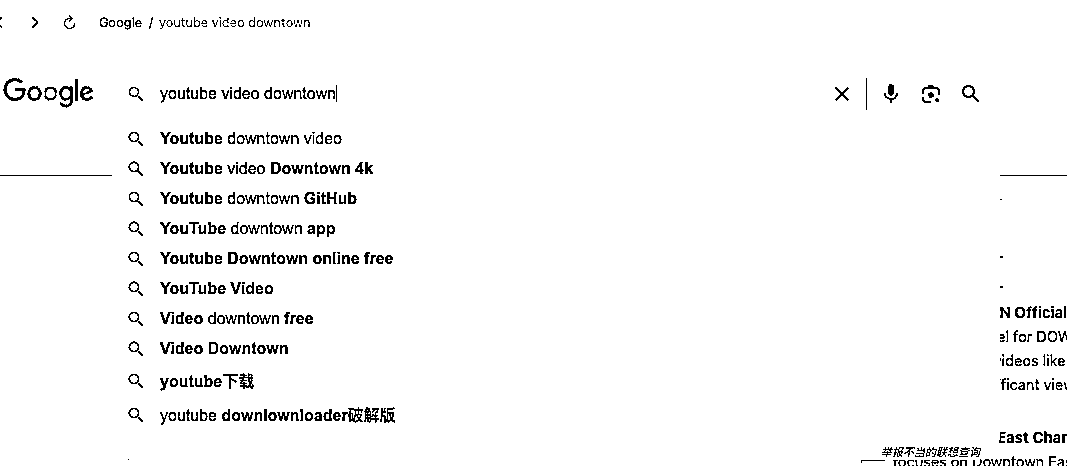 Google / youtube video downtown
Google
youtube video downtown
Youtube downtown video
Youtube video Downtown 4k
Youtube downtown GitHub
YouTube downtown app
Youtube Downtown online free
YouTube Video
Video downtown free
Video Downtown
youtube下载
youtube downlownloader破解版
N Official
el for DOW
videos like
ficant view
East Chan
举报不当的联想查询
focuses on Downtown Eas